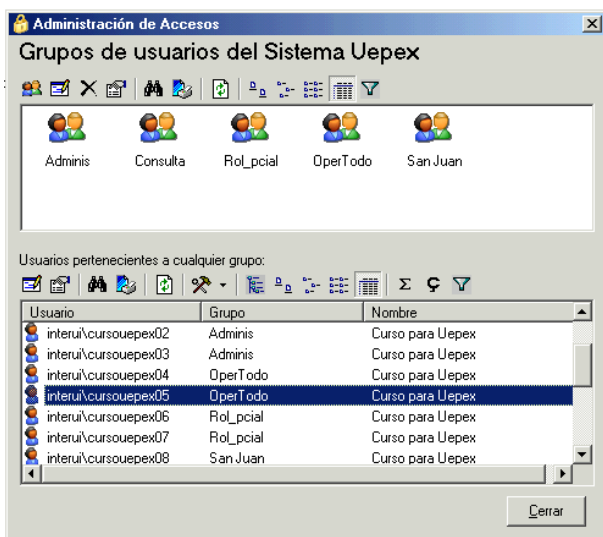 Administración de Accesos
Grupos de usuarios del Sistema Uepex
Adminis Consulta Rol_pcial OperTodo San Juan
Usuarios pertenecientes a cualquier grupo:
Σ Ç
Usuario Grupo Nombre
interui\cursouepex02 Adminis Curso para Uepex
interui\cursouepex03 Adminis Curso para Uepex
interui\cursouepex04 OperTodo Curso para Uepex
interui\cursouepex05 OperTodo Curso para Uepex
interui\cursouepex06 Rol_pcial Curso para Uepex
interui\cursouepex07 Rol_pcial Curso para Uepex
interui\cursouepex08 San Juan Curso para Uepex
Cerrar